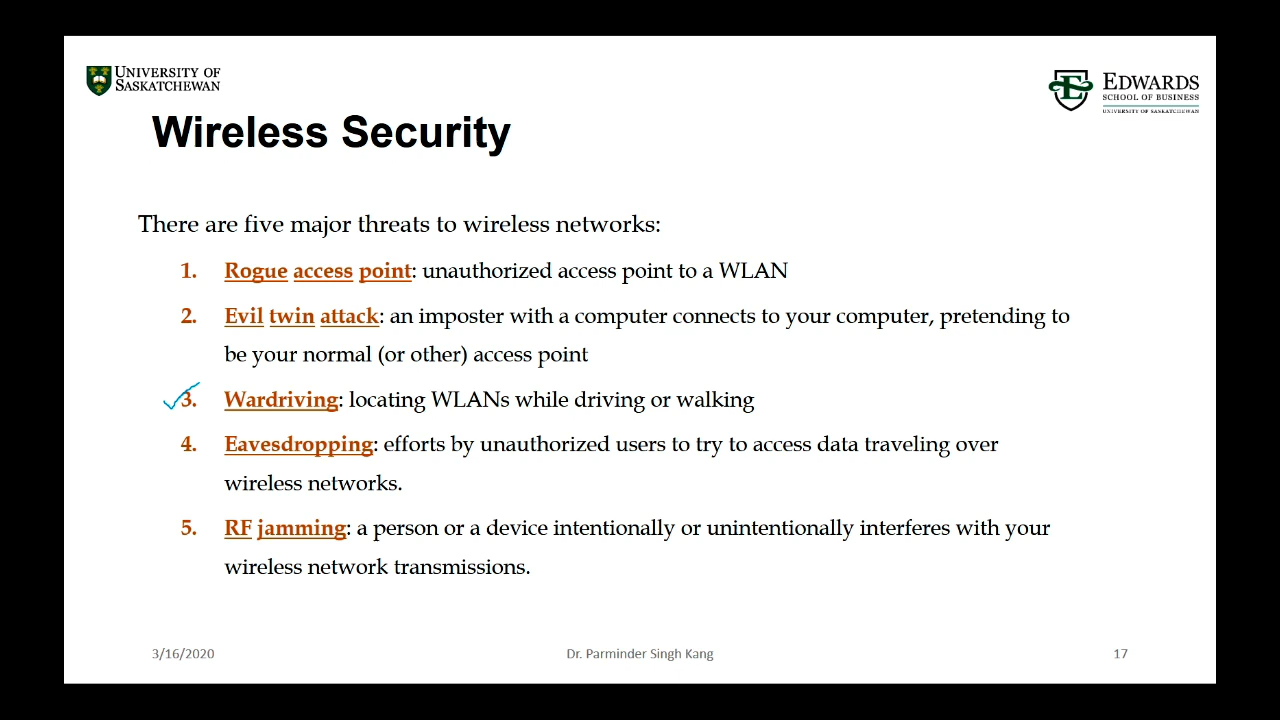 UNIVERSITY OF
SASKATCHEWAN
EDWARDS
SCHOOL OF BUSINESS
UNIVERSITY OF SASKATCHEWAN
Wireless Security
There are five major threats to wireless networks:
1. Rogue access point: unauthorized access point to a WLAN
2. Evil twin attack: an imposter with a computer connects to your computer, pretending to
be your normal (or other) access point
3. Wardriving: locating WLANs while driving or walking
4. Eavesdropping: efforts by unauthorized users to try to access data traveling over
wireless networks.
5. RF jamming: a person or a device intentionally or unintentionally interferes with your
wireless network transmissions.
3/16/2020
Dr. Parminder Singh Kang
17